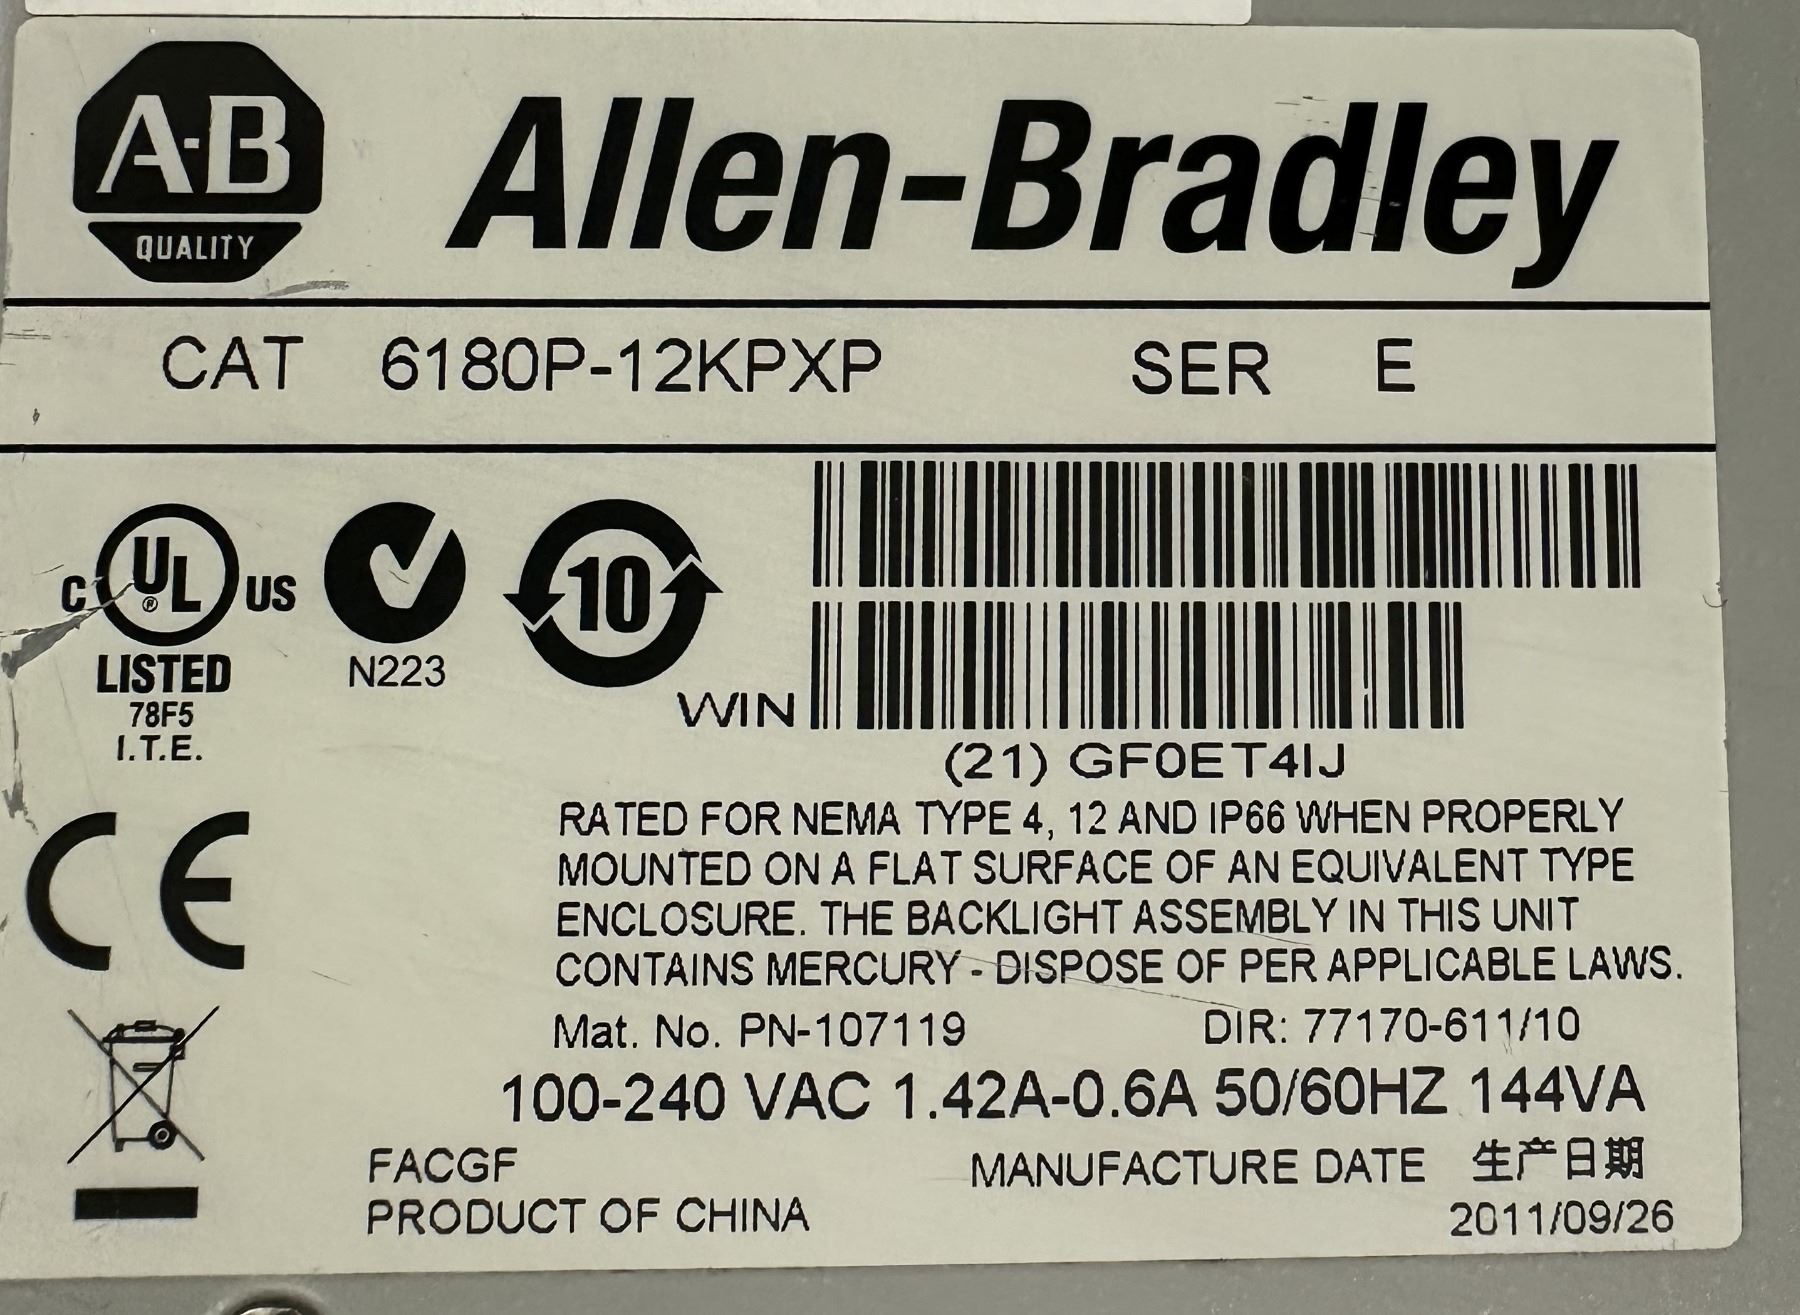 A-B
QUALITY
Allen-Bradley
CAT 6180P-12KPXP SER E
C UL ® US
LISTED
78F5
I.T.E.
N223
10
WIN
(21) GF0ET4IJ
CE
RATED FOR NEMA TYPE 4, 12 AND IP66 WHEN PROPERLY
MOUNTED ON A FLAT SURFACE OF AN EQUIVALENT TYPE
ENCLOSURE. THE BACKLIGHT ASSEMBLY IN THIS UNIT
CONTAINS MERCURY - DISPOSE OF PER APPLICABLE LAWS.
Mat. No. PN-107119 DIR: 77170-611/10
100-240 VAC 1.42A-0.6A 50/60HZ 144VA
FACGF
PRODUCT OF CHINA
MANUFACTURE DATE 生产日期
2011/09/26